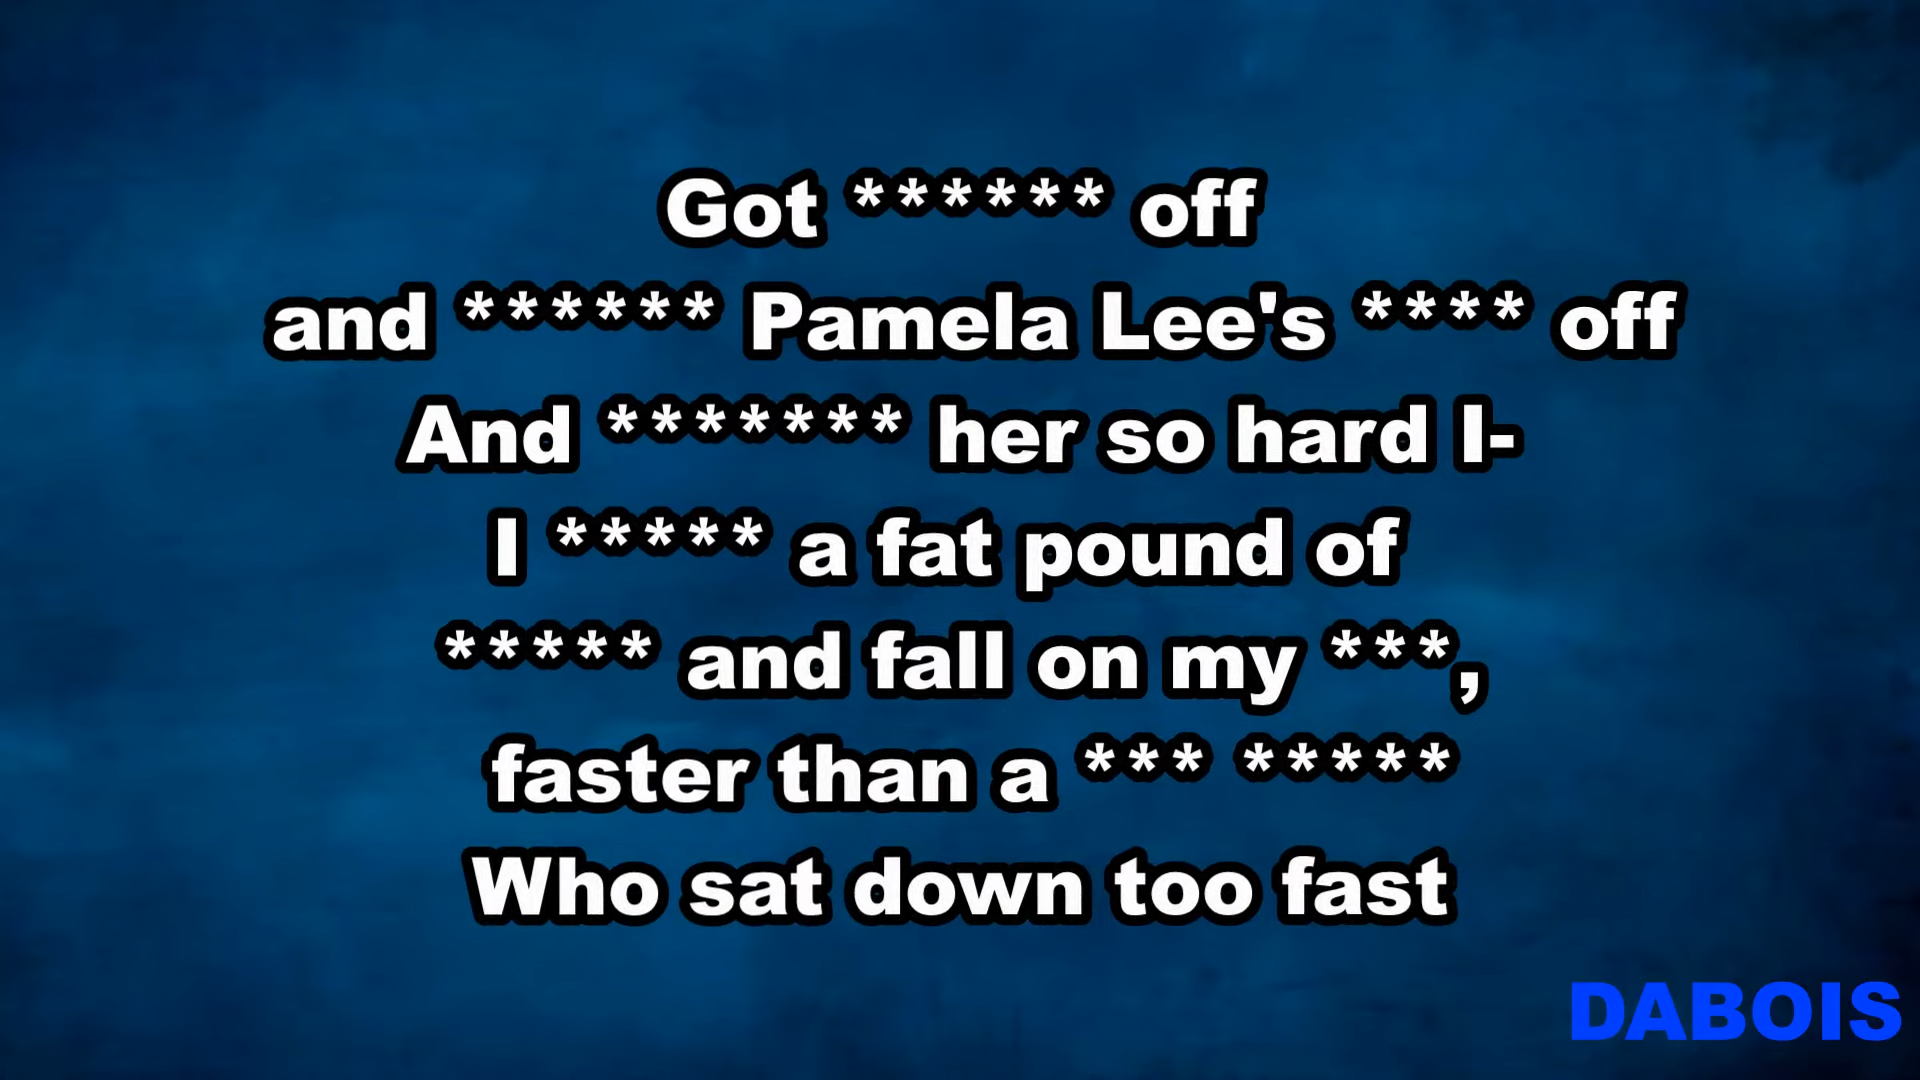 Got ****** off
and ****** Pamela Lee's **** off
And ******* her so hard I-
I ***** a fat pound of
***** and fall on my ***,
faster than a *** *****
Who sat down too fast
DABOIS